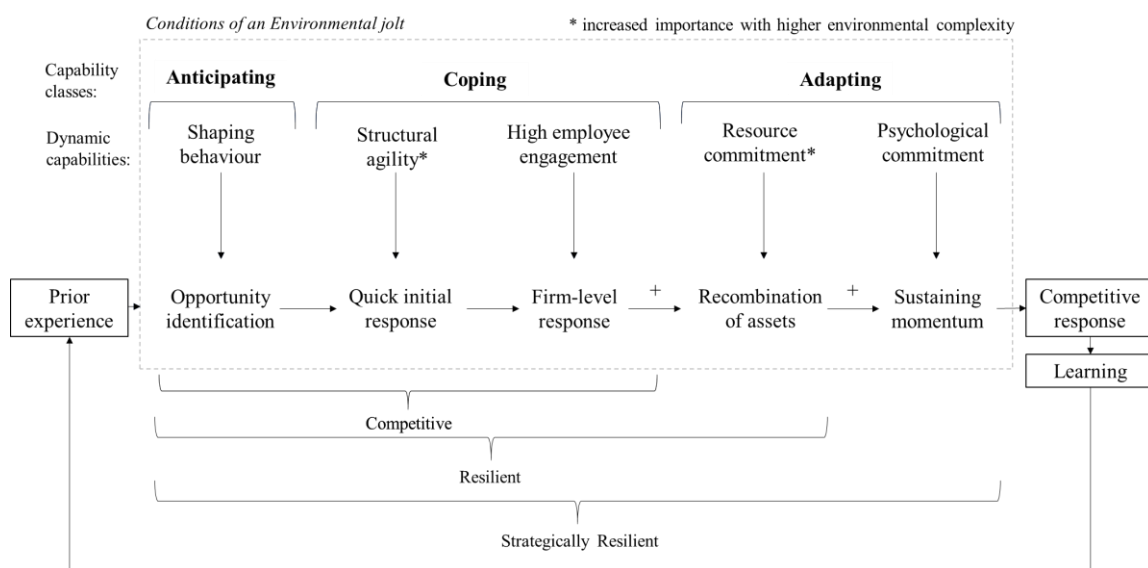 Conditions of an Environmental jolt
* increased importance with higher environmental complexity
Capability
classes:
Anticipating
Coping
Adapting
Dynamic
capabilities:
Shaping
behaviour
Structural
agility*
High employee
engagement
Resource
commitment*
Psychological
commitment
Prior
experience
Opportunity
identification
Quick initial
response
Firm-level
response
+
Recombination
of assets
+
Sustaining
momentum
Competitive
response
Learning
Competitive
Resilient
Strategically Resilient